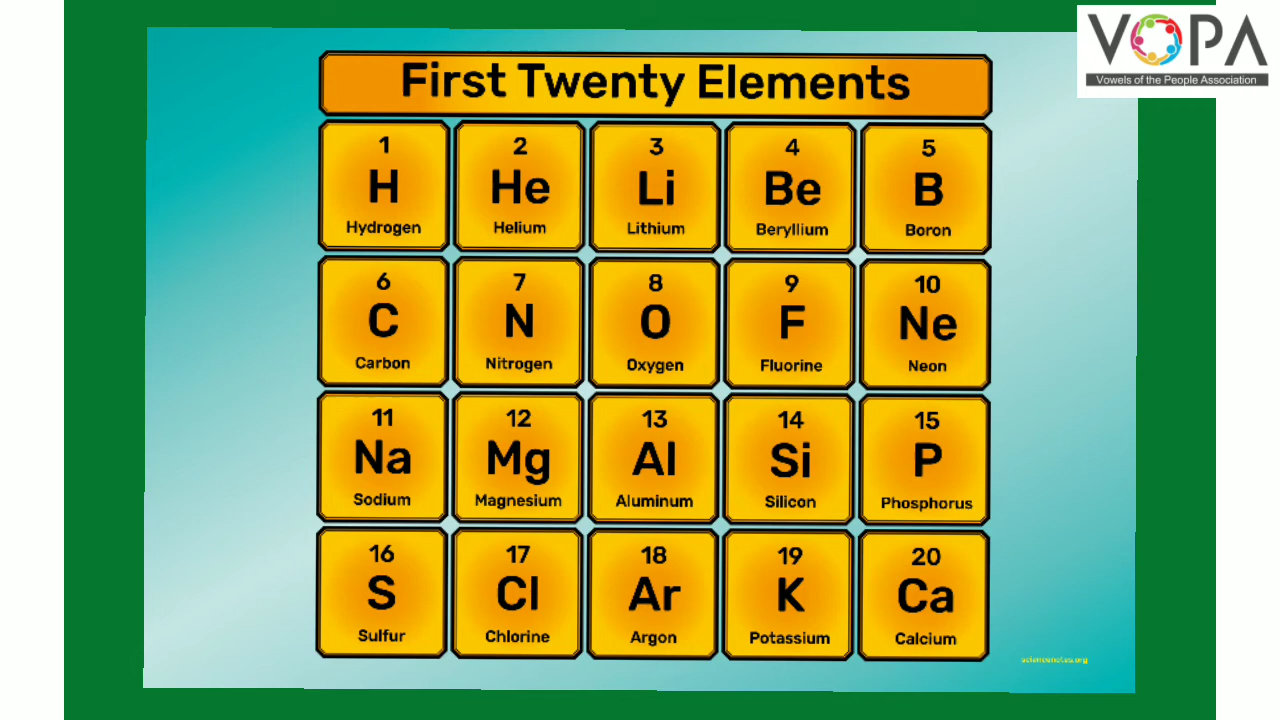 VOPA
Vowels of the People Association
First Twenty Elements
1 2 3 4 5
H He Li Be B
Hydrogen Helium Lithium Beryllium Boron
6 7 8 9 10
C N O F Ne
Carbon Nitrogen Oxygen Fluorine Neon
11 12 13 14 15
Na Mg Al Si P
Sodium Magnesium Aluminum Silicon Phosphorus
16 17 18 19 20
S Cl Ar K Ca
Sulfur Chlorine Argon Potassium Calcium
sciencenotes.org